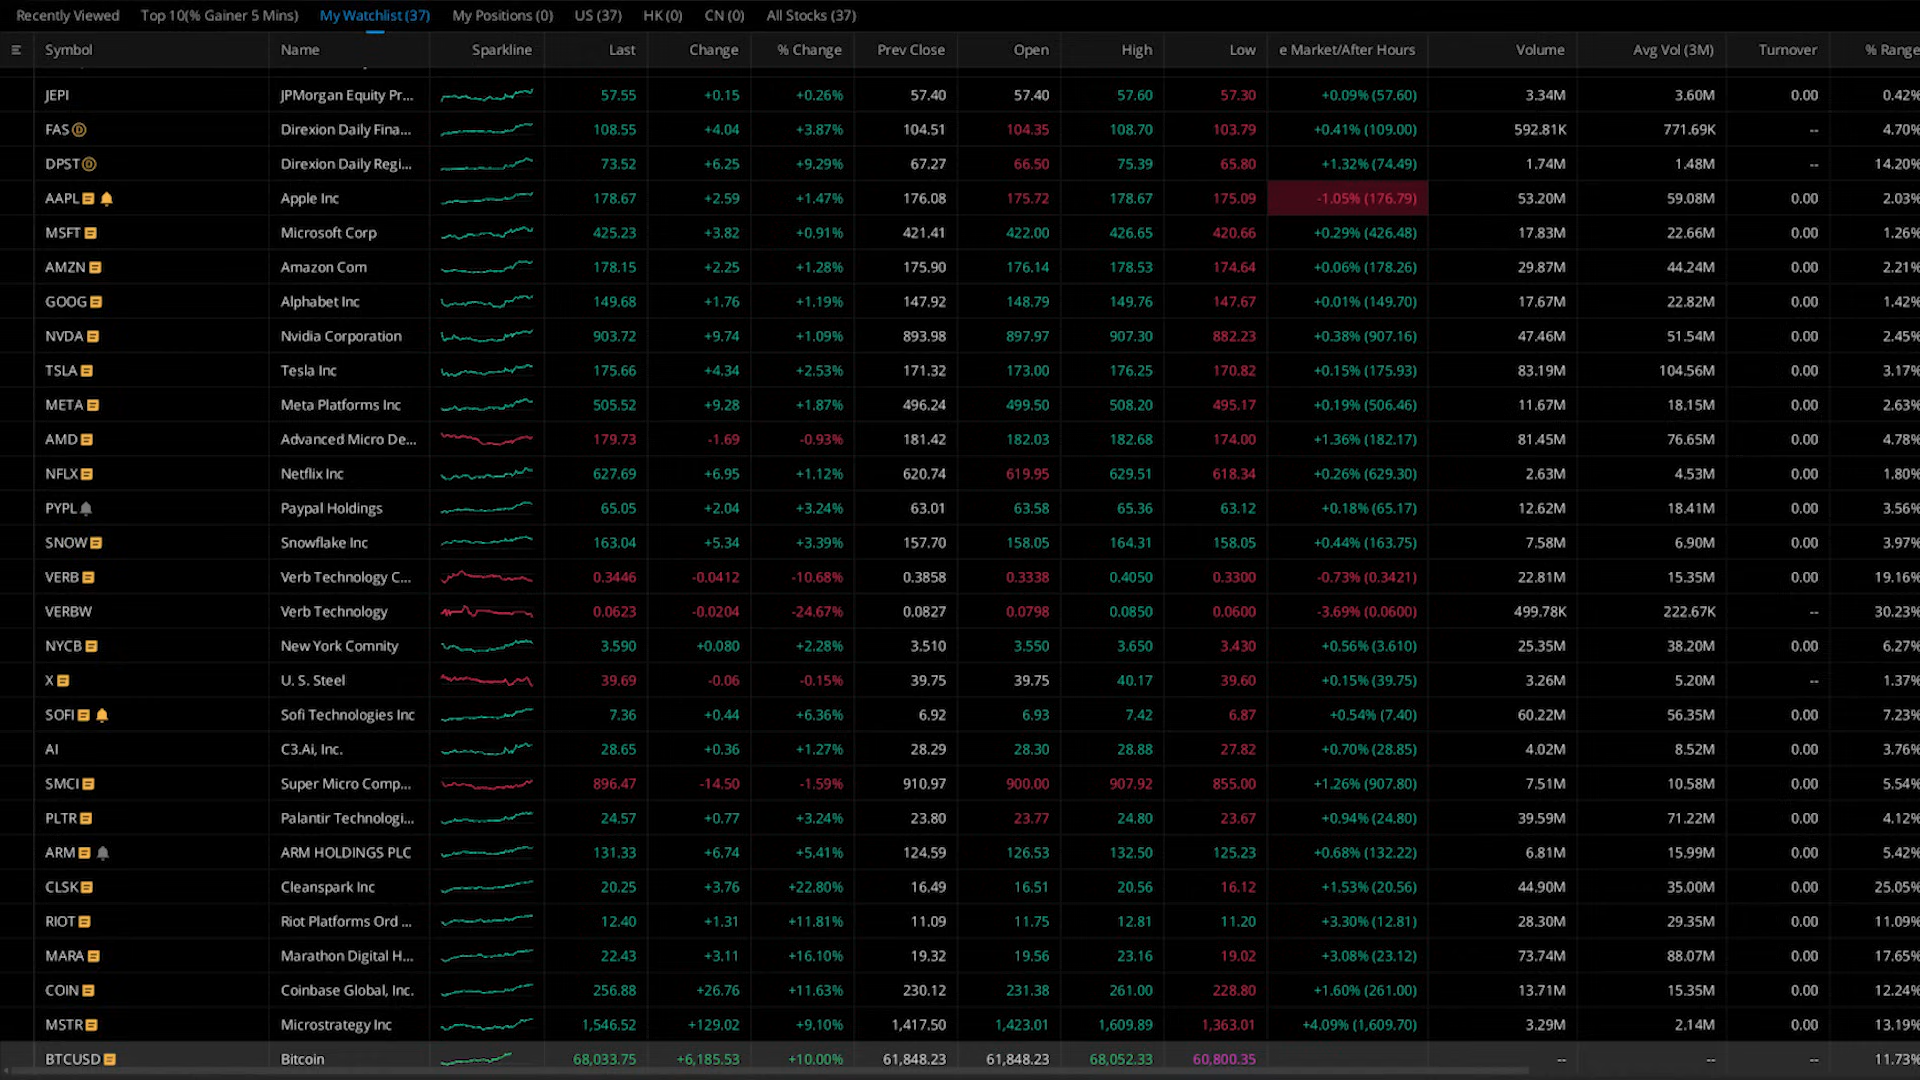 Recently Viewed Top 10(% Gainer 5 Mins) My Watchlist (37) My Positions (0) US (37) HK (0) CN (0) All Stocks (37)
Symbol Name Sparkline Last Change % Change Prev Close Open High Low e Market/After Hours Volume Avg Vol (3M) Turnover % Range
JEPI JPMorgan Equity Pr... 57.55 +0.15 +0.26% 57.40 57.40 57.60 57.30 +0.09% (57.60) 3.34M 3.60M 0.00 0.42%
FAS D Direxion Daily Fina... 108.55 +4.04 +3.87% 104.51 104.35 108.70 103.79 +0.41% (109.00) 592.81K 771.69K -- 4.70%
DPST D Direxion Daily Regi... 73.52 +6.25 +9.29% 67.27 66.50 75.39 65.80 +1.32% (74.49) 1.74M 1.48M -- 14.20%
AAPL Apple Inc 178.67 +2.59 +1.47% 176.08 175.72 178.67 175.09 -1.05% (176.79) 53.20M 59.08M 0.00 2.03%
MSFT Microsoft Corp 425.23 +3.82 +0.91% 421.41 422.00 426.65 420.66 +0.29% (426.48) 17.83M 22.66M 0.00 1.26%
AMZN Amazon Com 178.15 +2.25 +1.28% 175.90 176.14 178.53 174.64 +0.06% (178.26) 29.87M 44.24M 0.00 2.21%
GOOG Alphabet Inc 149.68 +1.76 +1.19% 147.92 148.79 149.76 147.67 +0.01% (149.70) 17.67M 22.82M 0.00 1.42%
NVDA Nvidia Corporation 903.72 +9.74 +1.09% 893.98 897.97 907.30 882.23 +0.38% (907.16) 47.46M 51.54M 0.00 2.45%
TSLA Tesla Inc 175.66 +4.34 +2.53% 171.32 173.00 176.25 170.82 +0.15% (175.93) 83.19M 104.56M 0.00 3.17%
META Meta Platforms Inc 505.52 +9.28 +1.87% 496.24 499.50 508.20 495.17 +0.19% (506.46) 11.67M 18.15M 0.00 2.63%
AMD Advanced Micro De... 179.73 -1.69 -0.93% 181.42 182.03 182.68 174.00 +1.36% (182.17) 81.45M 76.65M 0.00 4.78%
NFLX Netflix Inc 627.69 +6.95 +1.12% 620.74 619.95 629.51 618.34 +0.26% (629.30) 2.63M 4.53M 0.00 1.80%
PYPL Paypal Holdings 65.05 +2.04 +3.24% 63.01 63.58 65.36 63.12 +0.18% (65.17) 12.62M 18.41M 0.00 3.56%
SNOW Snowflake Inc 163.04 +5.34 +3.39% 157.70 158.05 164.31 158.05 +0.44% (163.75) 7.58M 6.90M 0.00 3.97%
VERB Verb Technology C... 0.3446 -0.0412 -10.68% 0.3858 0.3338 0.4050 0.3300 -0.73% (0.3421) 22.81M 15.35M 0.00 19.16%
VERBW Verb Technology 0.0623 -0.0204 -24.67% 0.0827 0.0798 0.0850 0.0600 -3.69% (0.0600) 499.78K 222.67K -- 30.23%
NYCB New York Comnity 3.590 +0.080 +2.28% 3.510 3.550 3.650 3.430 +0.56% (3.610) 25.35M 38.20M 0.00 6.27%
X U. S. Steel 39.69 -0.06 -0.15% 39.75 39.75 40.17 39.60 +0.15% (39.75) 3.26M 5.20M -- 1.37%
SOFI Sofi Technologies Inc 7.36 +0.44 +6.36% 6.92 6.93 7.42 6.87 +0.54% (7.40) 60.22M 56.35M 0.00 7.23%
AI C3.Ai, Inc. 28.65 +0.36 +1.27% 28.29 28.30 28.88 27.82 +0.70% (28.85) 4.02M 8.52M 0.00 3.76%
SMCI Super Micro Comp... 896.47 -14.50 -1.59% 910.97 900.00 907.92 855.00 +1.26% (907.80) 7.51M 10.58M 0.00 5.54%
PLTR Palantir Technologi... 24.57 +0.77 +3.24% 23.80 23.77 24.80 23.67 +0.94% (24.80) 39.59M 71.22M 0.00 4.12%
ARM ARM HOLDINGS PLC 131.33 +6.74 +5.41% 124.59 126.53 132.50 125.23 +0.68% (132.22) 6.81M 15.99M 0.00 5.42%
CLSK Cleanspark Inc 20.25 +3.76 +22.80% 16.49 16.51 20.56 16.12 +1.53% (20.56) 44.90M 35.00M 0.00 25.05%
RIOT Riot Platforms Ord ... 12.40 +1.31 +11.81% 11.09 11.75 12.81 11.20 +3.30% (12.81) 28.30M 29.35M 0.00 11.09%
MARA Marathon Digital H... 22.43 +3.11 +16.10% 19.32 19.56 23.16 19.02 +3.08% (23.12) 73.74M 88.07M 0.00 17.65%
COIN Coinbase Global, Inc. 256.88 +26.76 +11.63% 230.12 231.38 261.00 228.80 +1.60% (261.00) 13.71M 15.35M 0.00 12.24%
MSTR Microstrategy Inc 1,546.52 +129.02 +9.10% 1,417.50 1,423.01 1,609.89 1,363.01 +4.09% (1,609.70) 3.29M 2.14M 0.00 13.19%
BTCUSD Bitcoin 68,033.75 +6,185.53 +10.00% 61,848.23 61,848.23 68,052.33 60,800.35 -- -- -- 11.73%